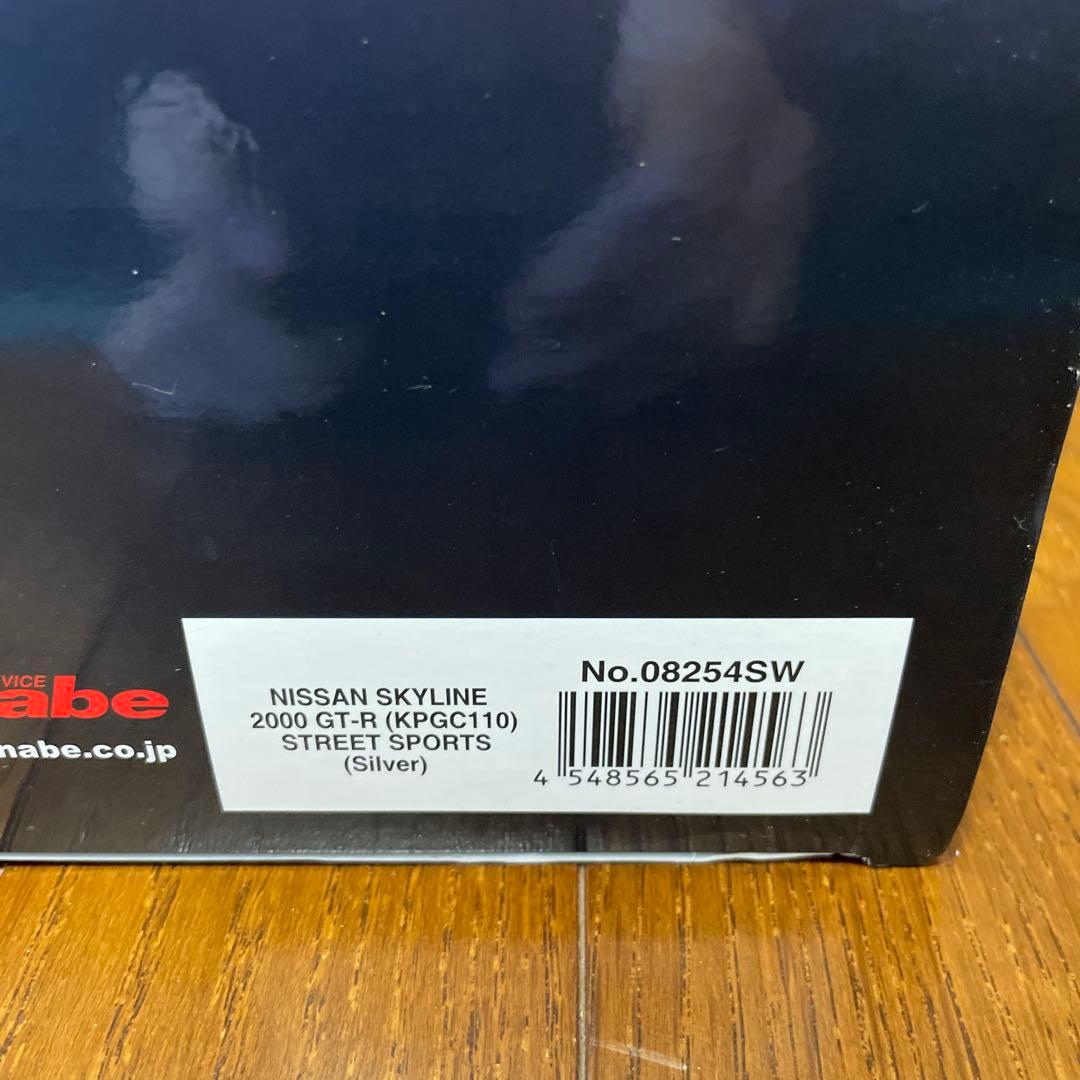 VICE
abe
nabe.co.jp
NISSAN SKYLINE
2000 GT-R (KPGC110)
STREET SPORTS
(Silver)
No.08254SW
4 548565 214563